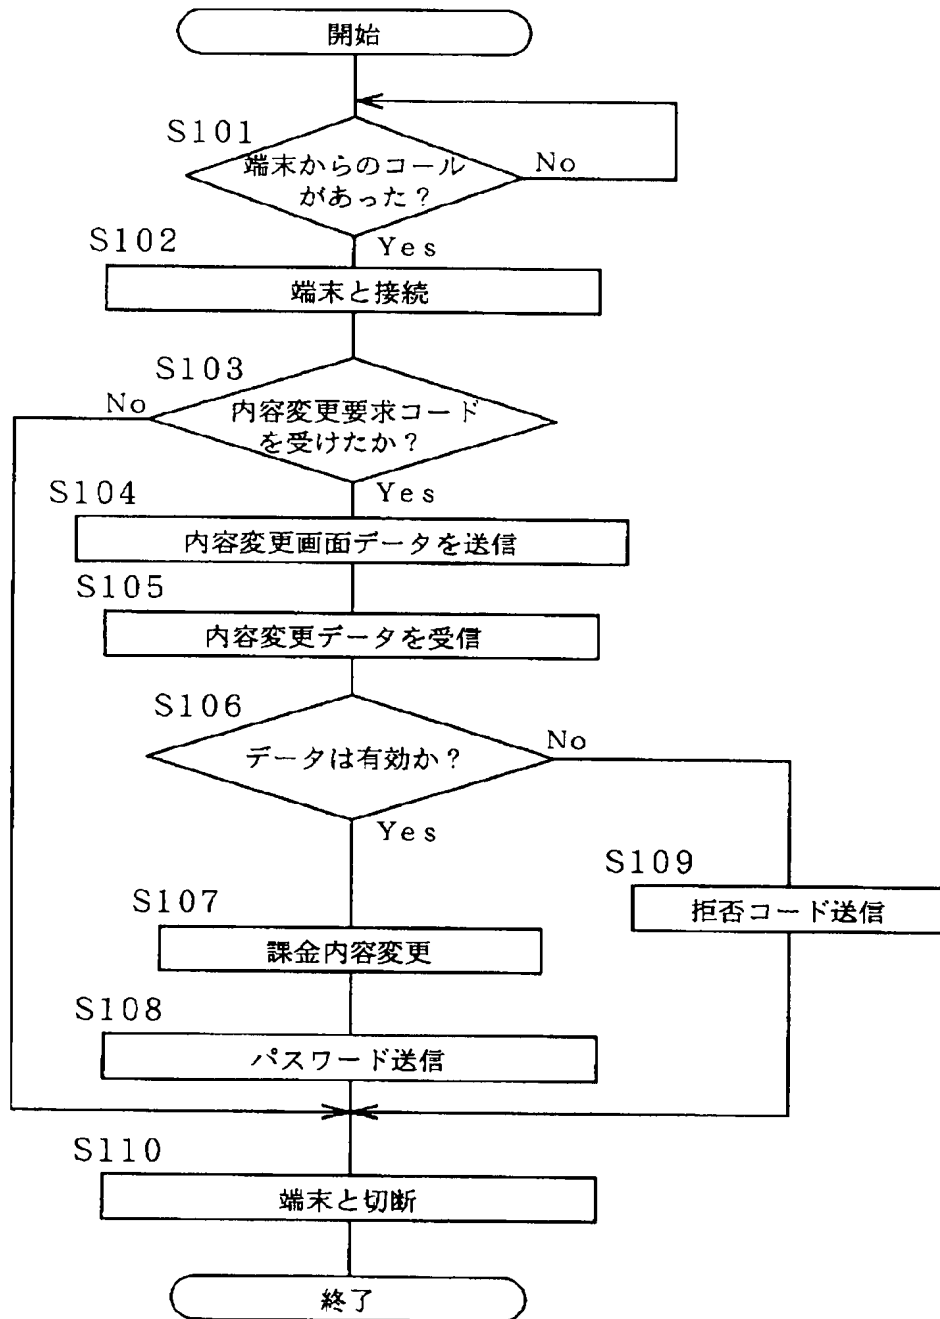 開始
S101
端末からのコール
があった？
No
Yes
S102
端末と接続
S103
No
内容変更要求コード
を受けたか？
Yes
S104
内容変更画面データを送信
S105
内容変更データを受信
S106
データは有効か？
No
Yes
S109
拒否コード送信
S107
課金内容変更
S108
パスワード送信
S110
端末と切断
終了